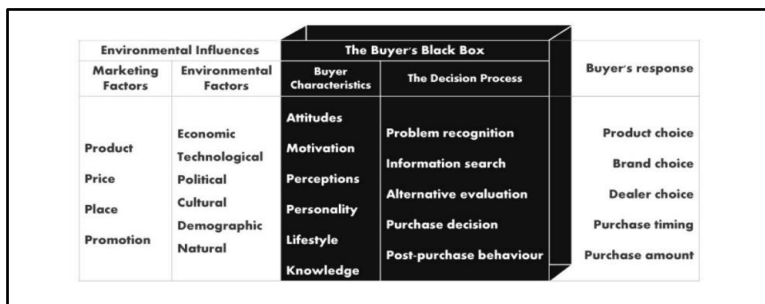 Environmental Influences
The Buyer's Black Box
Buyer's response
Marketing
Factors
Environmental
Factors
Buyer
Characteristics
The Decision Process
Product
Price
Place
Promotion
Economic
Technological
Political
Cultural
Demographic
Natural
Attitudes
Motivation
Perceptions
Personality
Lifestyle
Knowledge
Problem recognition
Information search
Alternative evaluation
Purchase decision
Post-purchase behaviour
Product choice
Brand choice
Dealer choice
Purchase timing
Purchase amount